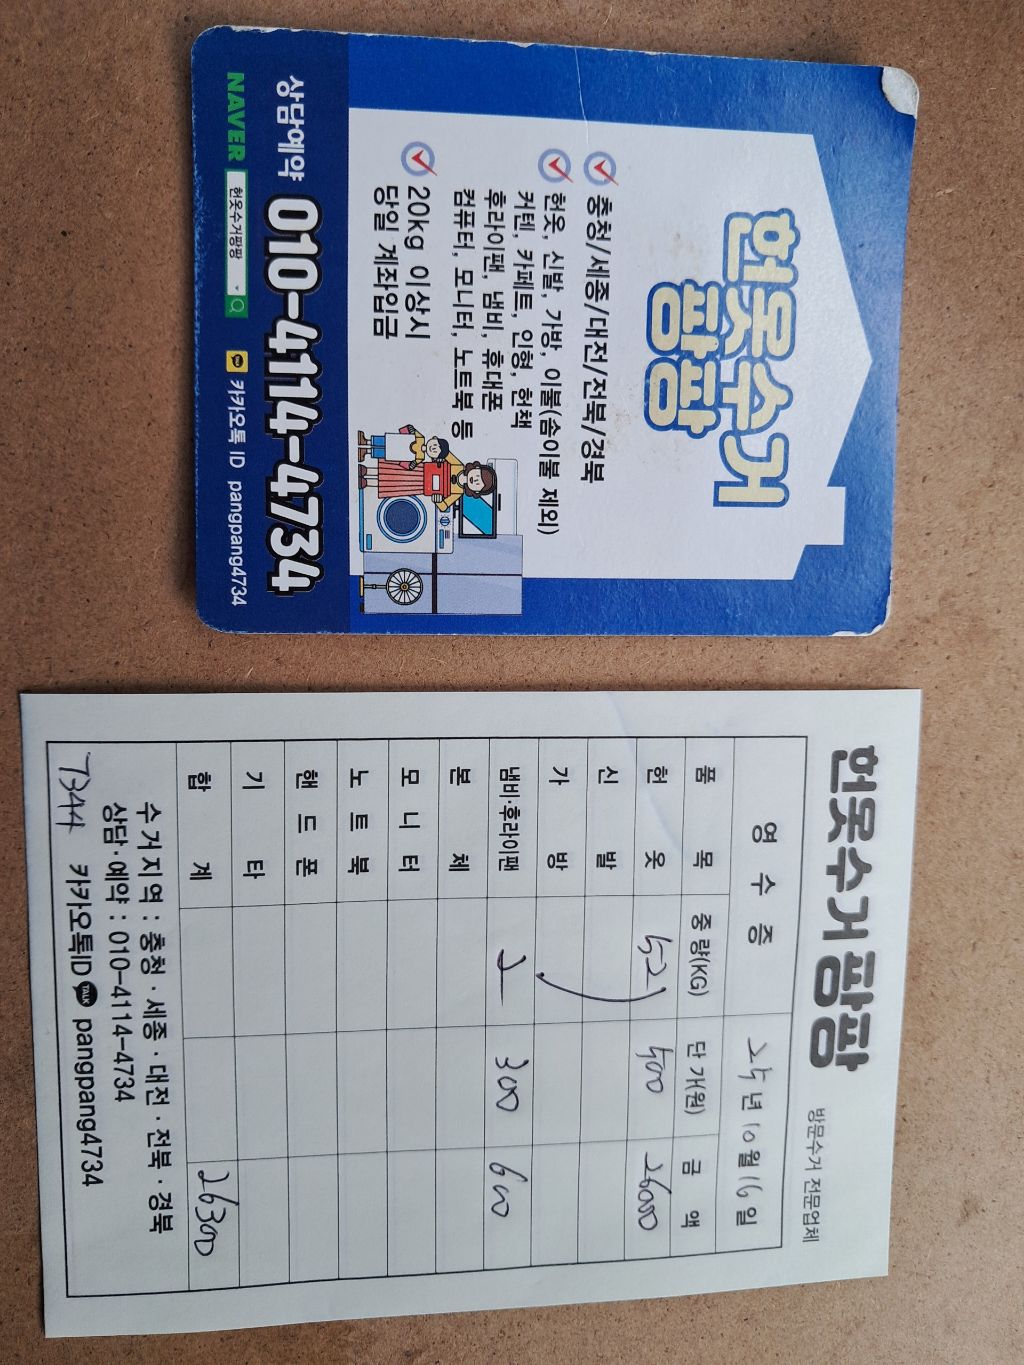 헌옷수거
팡팡
충청/세종/대전/전북/경북
헌옷, 신발, 가방, 이불(솜이불 제외)
커텐, 카페트, 인형, 헌책
후라이팬, 냄비, 휴대폰
컴퓨터, 모니터, 노트북 등
20kg 이상시
당일 계좌입금
상담예약 010-4114-4734
NAVER 헌옷수거팡팡 카카오톡 ID pangpang4734
헌옷수거팡팡 방문수거 전문업체
영 수 증 25년 10월 16일
품 목 중 량(KG) 단 개(원) 금 액
헌 옷 52 500 26000
신 발
가 방
냄비·후라이팬 2 300 600
본 체
모 니 터
노 트 북
핸 드 폰
기 타
합 계 26300
수 거 지 역 : 충청 · 세종 · 대전 · 전북 · 경북
상담·예약 : 010-4114-4734
7344 카카오톡ID TALK pangpang4734